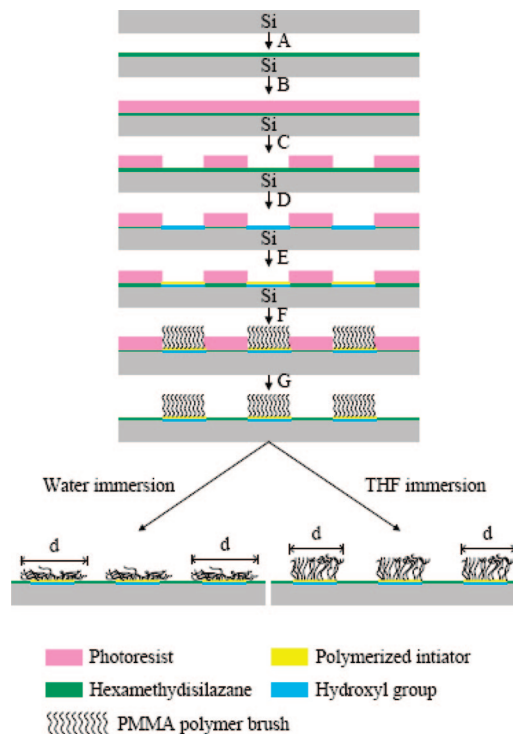 Si
A
Si
B
Si
C
Si
D
Si
E
Si
F
G
Water immersion
THF immersion
d
d
d
d
Photoresist
Polymerized intiator
Hexamethydisilazane
Hydroxyl group
PMMA polymer brush